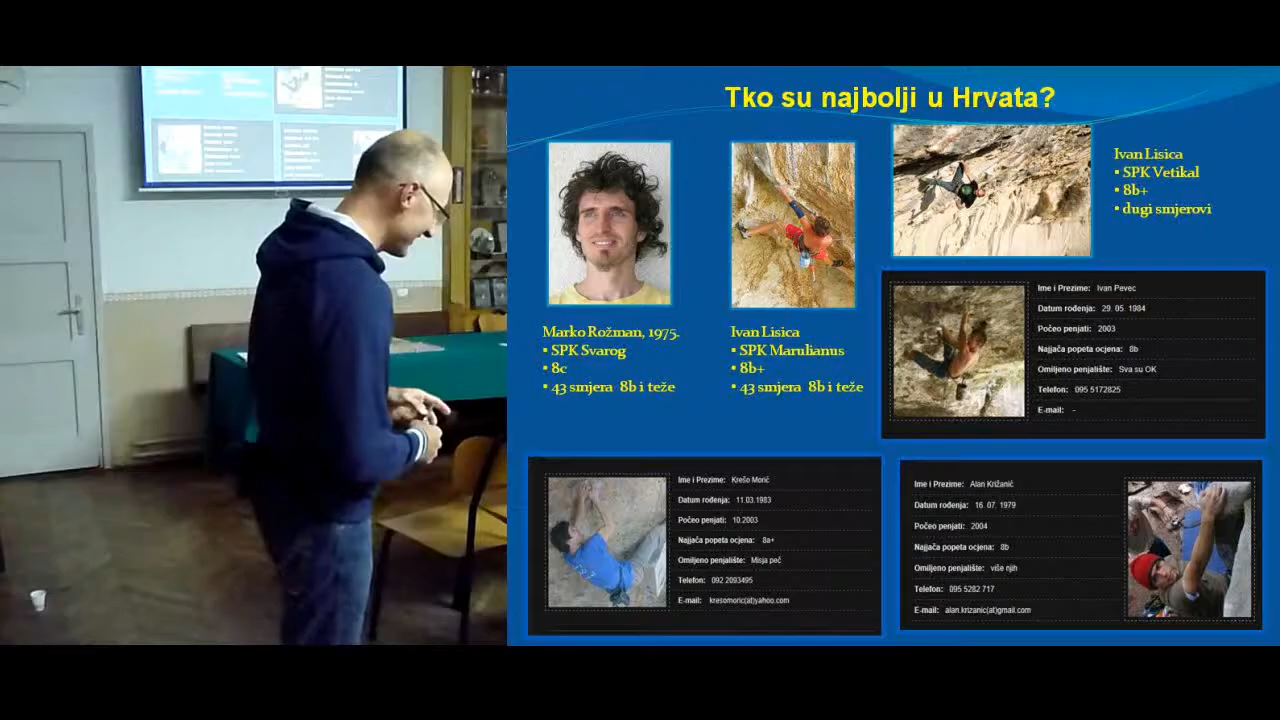 Tko su najbolji u Hrvata?
Marko Rožman, 1975.
• SPK Svarog
• 8c
• 43 smjera 8b i teže
Ivan Lisica
• SPK Marulianus
• 8b+
• 43 smjera 8b i teže
Ivan Lisica
• SPK Vetikal
• 8b+
• dugi smjerovi
Ime i Prezime: Ivan Pevec
Datum rođenja: 29. 05. 1984
Počeo penjati: 2003
Najjača popeta ocjena: 8b
Omiljeno penjalište: Sva su OK
Telefon: 095 5172825
E-mail: -
Ime i Prezime: Krešo Morić
Datum rođenja: 11.03.1983
Počeo penjati: 10.2003
Najjača popeta ocjena: 8a+
Omiljeno penjalište: Misja peč
Telefon: 092 2093495
E-mail: kresomoric(at)yahoo.com
Ime i Prezime: Alan Križanić
Datum rođenja: 16. 07. 1979
Počeo penjati: 2004
Najjača popeta ocjena: 8b
Omiljeno penjalište: više njih
Telefon: 095 5282 717
E-mail: alan.krizanic(at)gmail.com